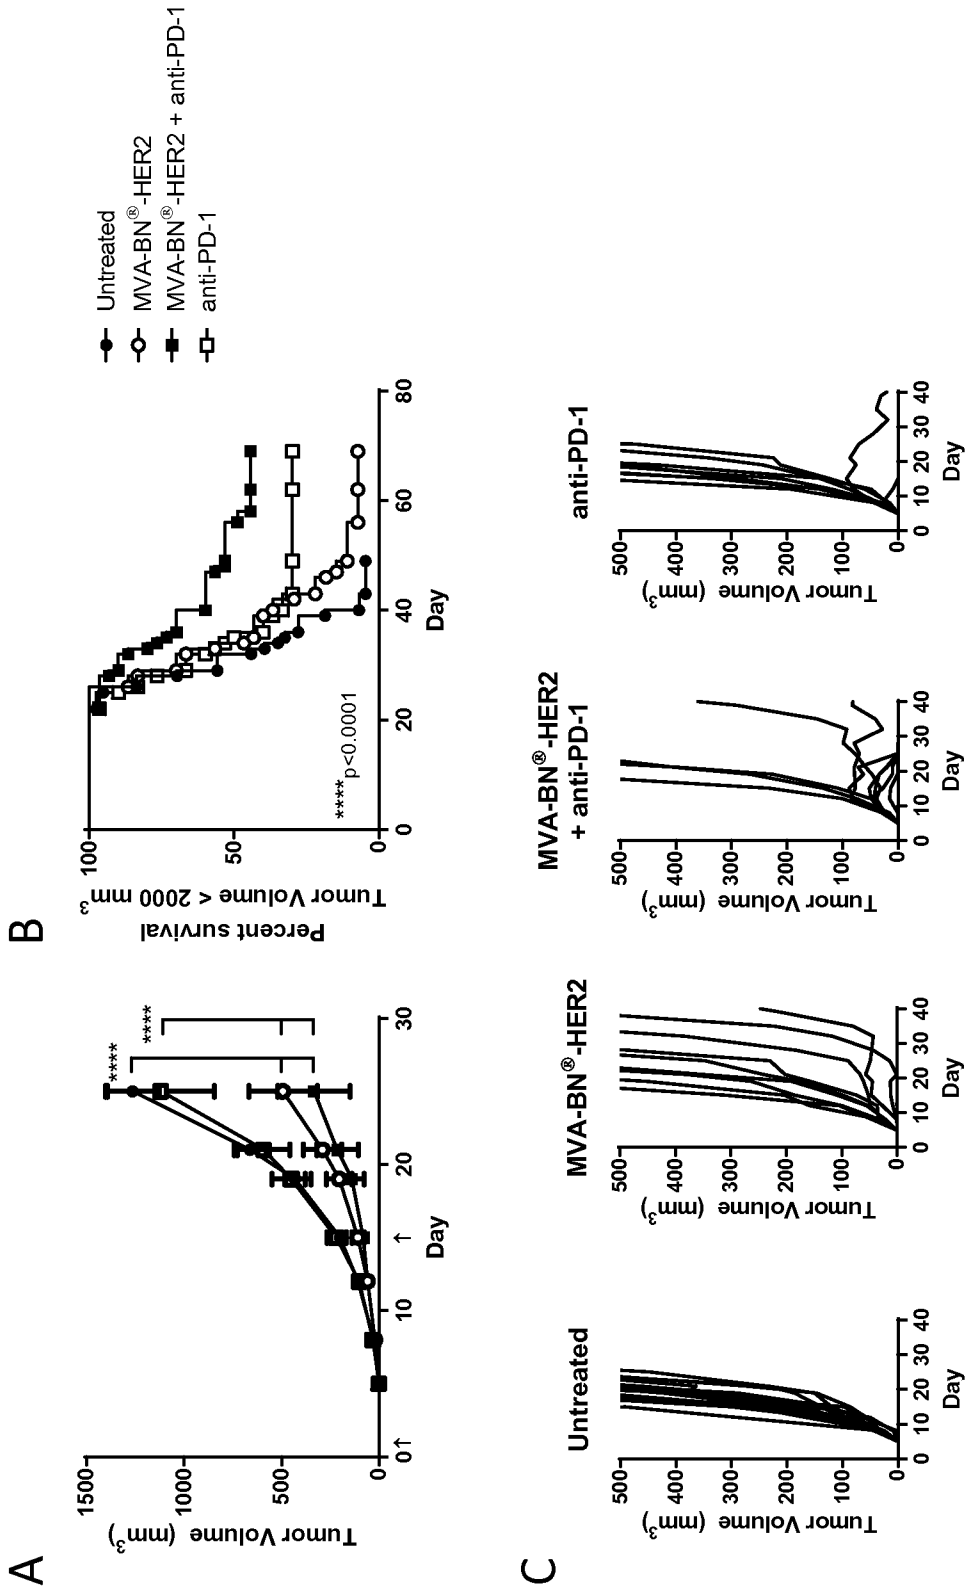 A
Tumor Volume (mm³)
1500
1000
500
0
0↑
10
↑
20
30
Day
****
****
B
Percent survival
Tumor Volume < 2000 mm³
100
50
0
0
20
40
60
80
Day
****p<0.0001
Untreated
MVA-BN®-HER2
MVA-BN®-HER2 + anti-PD-1
anti-PD-1
C
Untreated
Tumor Volume (mm³)
500
400
300
200
100
0
0 10 20 30 40
Day
MVA-BN®-HER2
Tumor Volume (mm³)
500
400
300
200
100
0
0 10 20 30 40
Day
MVA-BN®-HER2
+ anti-PD-1
Tumor Volume (mm³)
500
400
300
200
100
0
0 10 20 30 40
Day
anti-PD-1
Tumor Volume (mm³)
500
400
300
200
100
0
0 10 20 30 40
Day